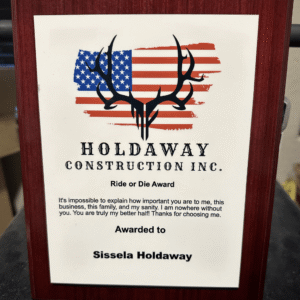 HOLDAWAY
CONSTRUCTION INC.
Ride or Die Award
It's impossible to explain how important you are to me, this
business, this family, and my sanity. I am nowhere without
you. You are truly my better half! Thanks for choosing me.
Awarded to
Sissela Holdaway